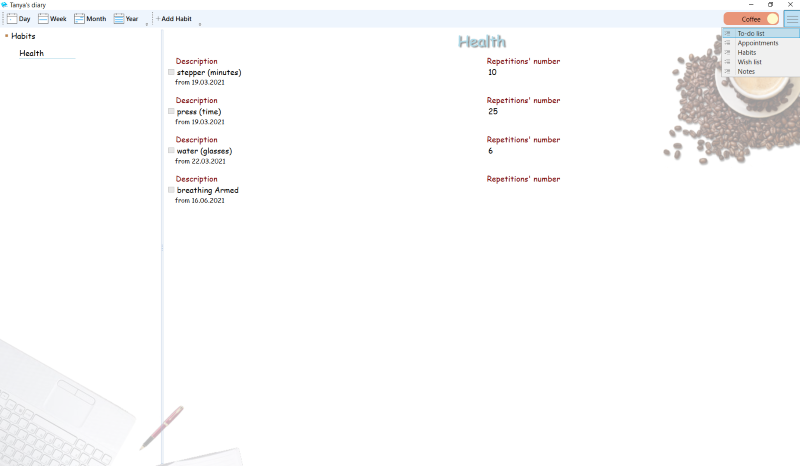 Tanya's diary
Day Week Month Year + Add Habit Coffee
Habits
Health
Health
To-do list
Appointments
Habits
Wish list
Notes
Description Repetitions' number
stepper (minutes) 10
from 19.03.2021
Description Repetitions' number
press (time) 25
from 19.03.2021
Description Repetitions' number
water (glasses) 6
from 22.03.2021
Description Repetitions' number
breathing Armed
from 16.06.2021